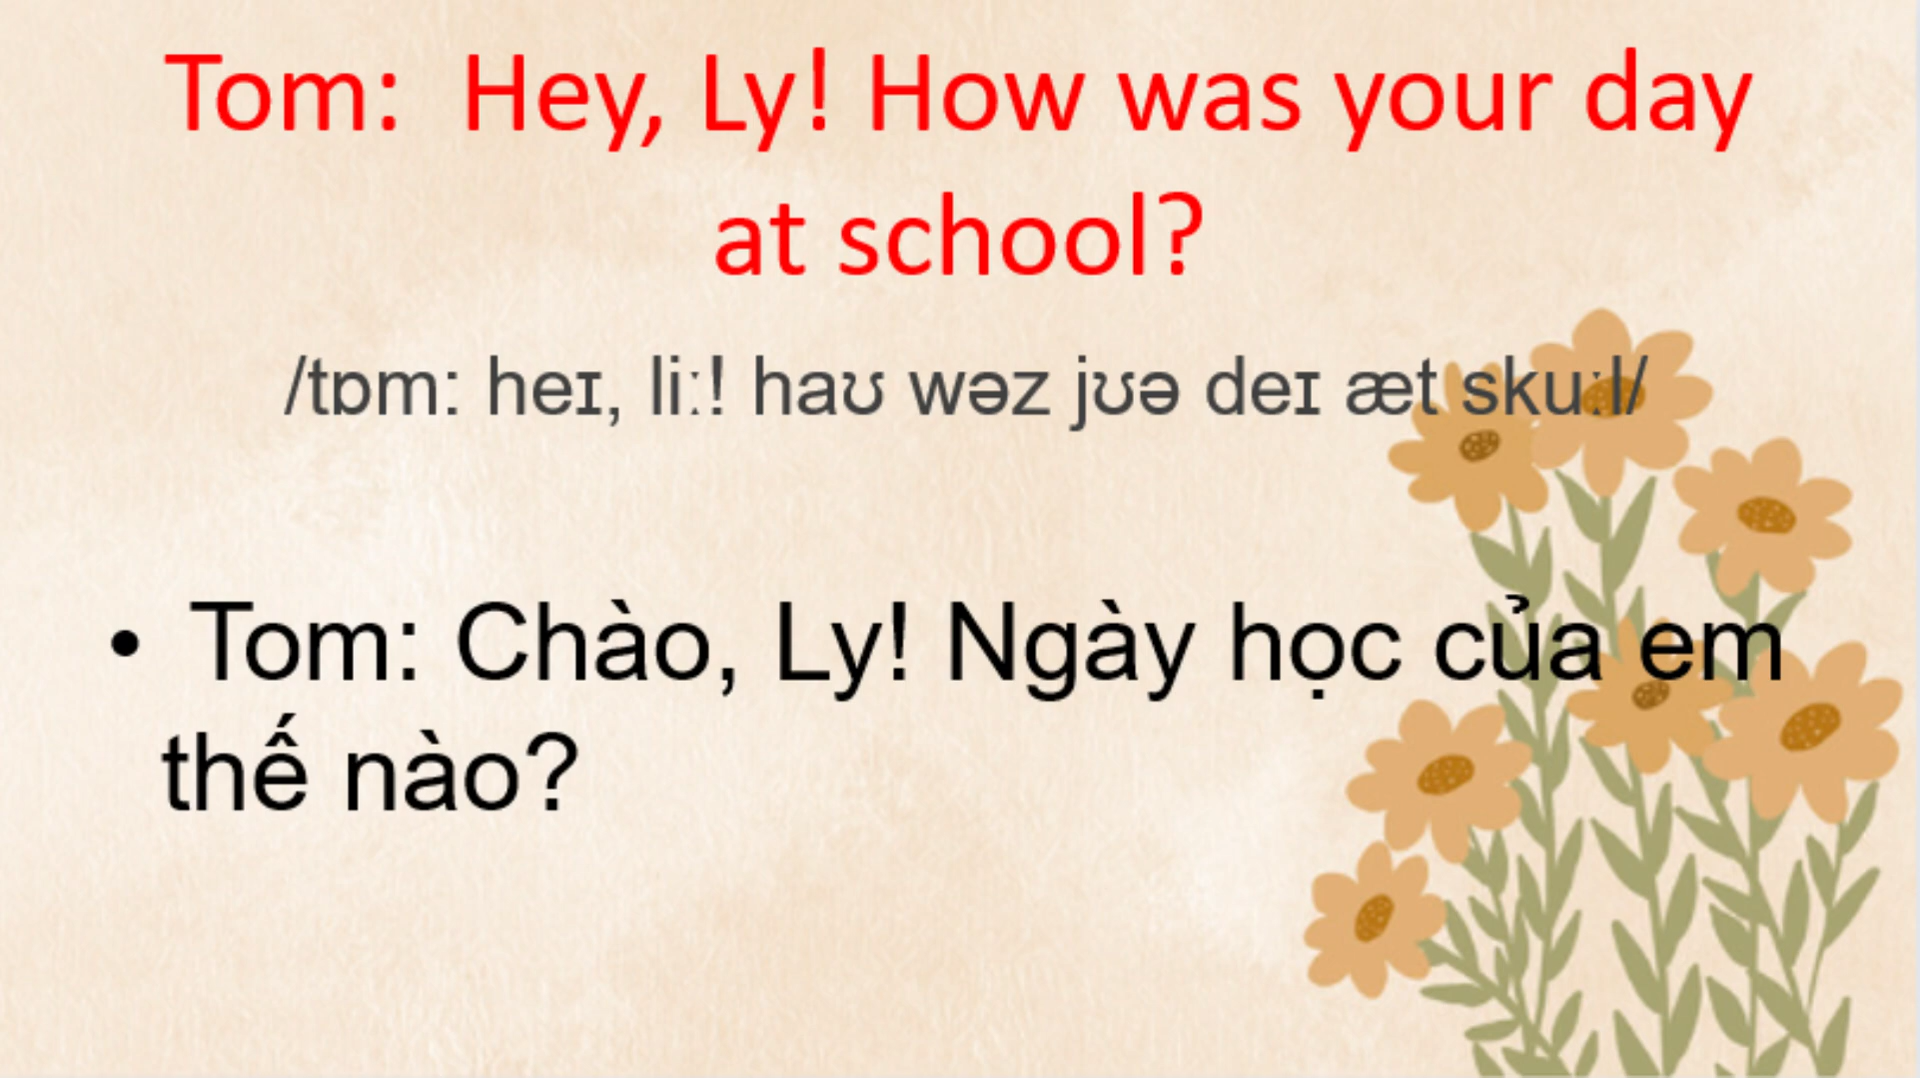 Tom:  Hey, Ly! How was your day
at school?
/tɒm: heɪ, liː! haʊ wəz jʊə deɪ æt skuːl/
• Tom: Chào, Ly! Ngày học của em
thế nào?